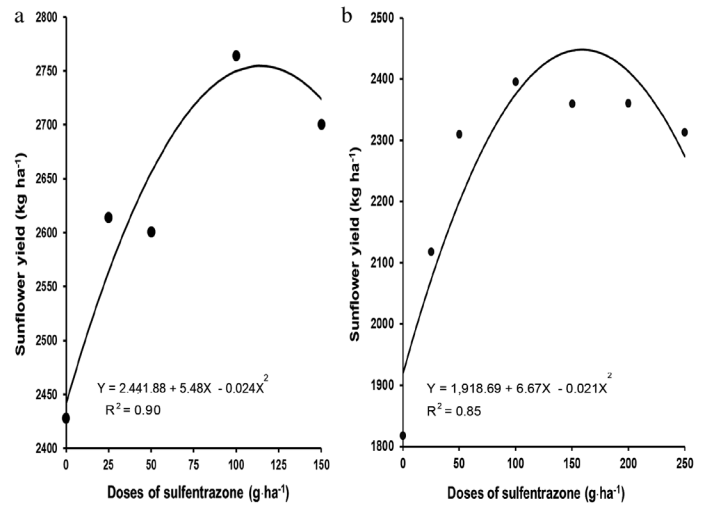 a
2800
2750
2700
2650
2600
2550
2500
2450
2400
Sunflower yield (kg ha⁻¹)
Y = 2.441.88 + 5.48X - 0.024X²
R² = 0.90
0 25 50 75 100 125 150
Doses of sulfentrazone (g·ha⁻¹)
b
2500
2400
2300
2200
2100
2000
1900
1800
Sunflower yield (kg ha⁻¹)
Y = 1,918.69 + 6.67X - 0.021X²
R² = 0.85
0 50 100 150 200 250
Doses of sulfentrazone (g·ha⁻¹)